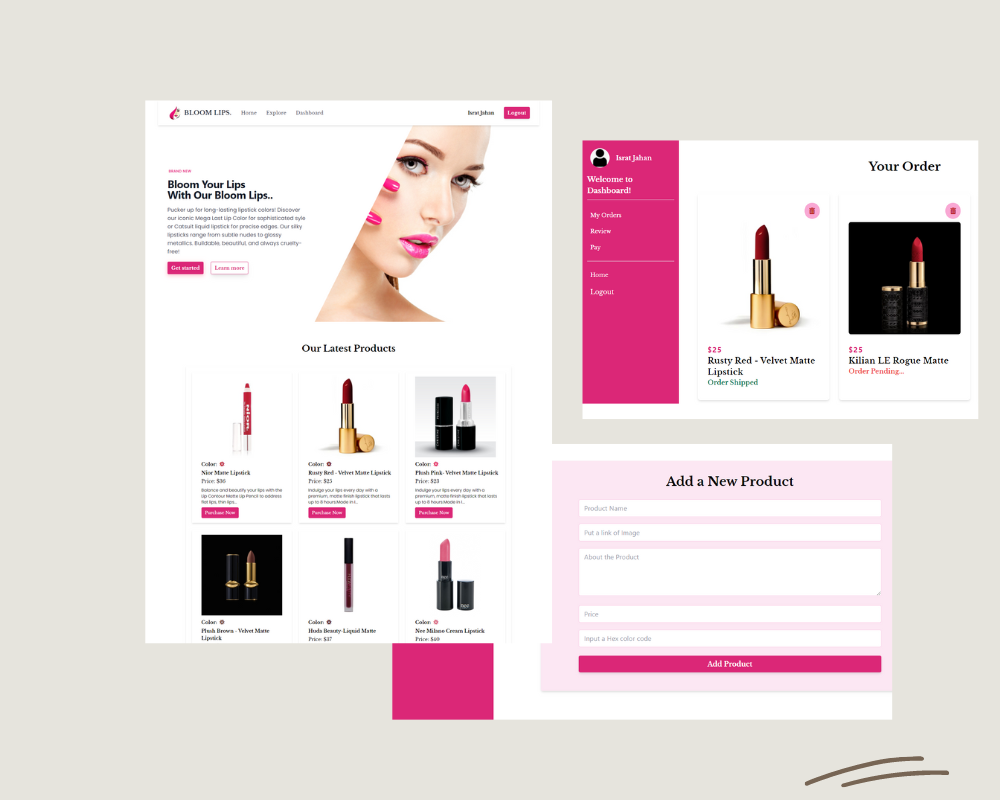 BLOOM LIPS.
Home Explore Dashboard
Israt Jahan
Logout
BRAND NEW
Bloom Your Lips
With Our Bloom Lips..
Pucker up for long-lasting lipstick colors! Discover
our iconic Mega Last Lip Color for sophisticated syle
or Catsuit liquid lipstick for precise edges. Our silky
lipsticks range from subtle nudes to glossy
metallics. Buildable, beautiful, and always cruelty-
free!
Get started
Learn more
Our Latest Products
Color:
Nior Matte Lipstick
Price: $36
Balance and beautify your lips with the
Lip Contour Matte Lip Pencil to address
flat lips, thin lips...
Purchase Now
Color:
Rusty Red - Velvet Matte Lipstick
Price: $25
Indulge your lips every day with a
premium, matte finish lipstick that lasts
up to 8 hours Made in I...
Purchase Now
Color:
Plush Pink- Velvet Matte Lipstick
Price: $23
Indulge your lips every day with a
premium, matte finish lipstick that lasts
up to 8 hours Made in I...
Purchase Now
Color:
Plush Brown - Velvet Matte
Lipstick
Color:
Huda Beauty-Liquid Matte
Price: $37
Color:
Nee Milano Cream Lipstick
Price: $40
Israt Jahan
Welcome to
Dashboard!
My Orders
Review
Pay
Home
Logout
Your Order
$25
Rusty Red - Velvet Matte
Lipstick
Order Shipped
$25
Kilian LE Rogue Matte
Order Pending...
Add a New Product
Product Name
Put a link of image
About the Product
Price
Input a Hex color code
Add Product